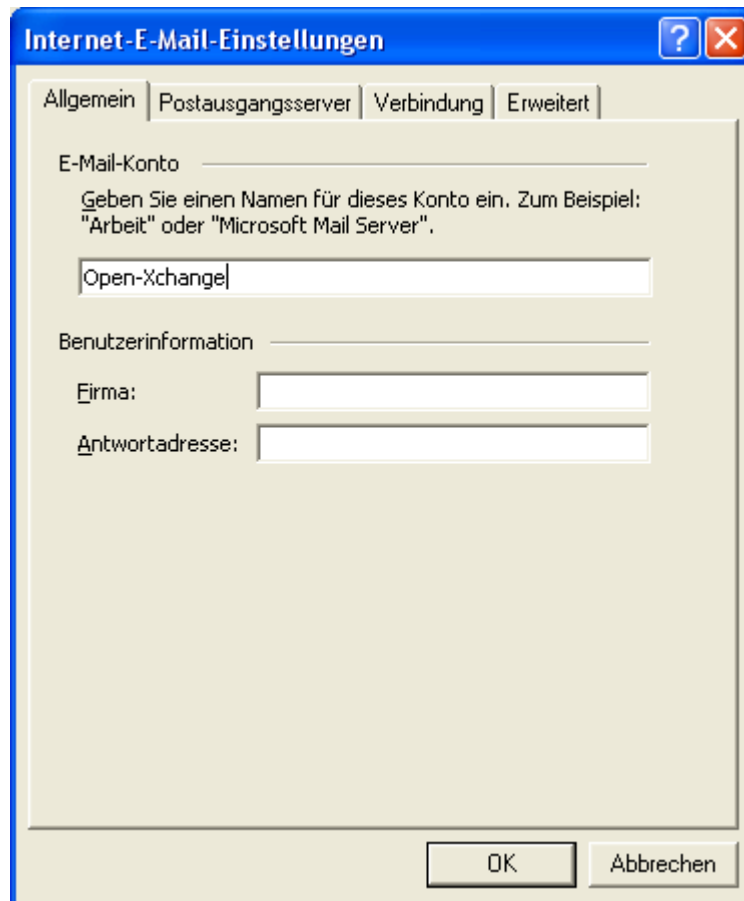 Internet-E-Mail-Einstellungen
Allgemein Postausgangsserver Verbindung Erweitert
E-Mail-Konto
Geben Sie einen Namen für dieses Konto ein. Zum Beispiel:
"Arbeit" oder "Microsoft Mail Server".
Open-Xchange
Benutzerinformation
Firma:
Antwortadresse:
OK Abbrechen